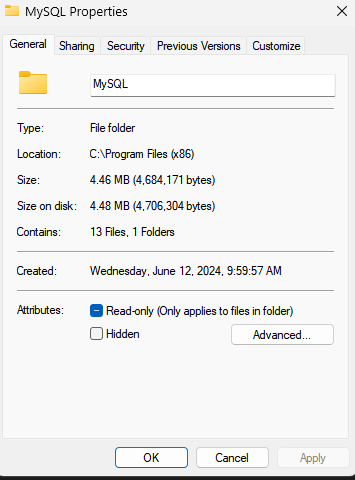 MySQL Properties
General Sharing Security Previous Versions Customize
MySQL
Type: File folder
Location: C:\Program Files (x86)
Size: 4.46 MB (4,684,171 bytes)
Size on disk: 4.48 MB (4,706,304 bytes)
Contains: 13 Files, 1 Folders
Created: Wednesday, June 12, 2024, 9:59:57 AM
Attributes: Read-only (Only applies to files in folder)
Hidden Advanced...
OK Cancel Apply